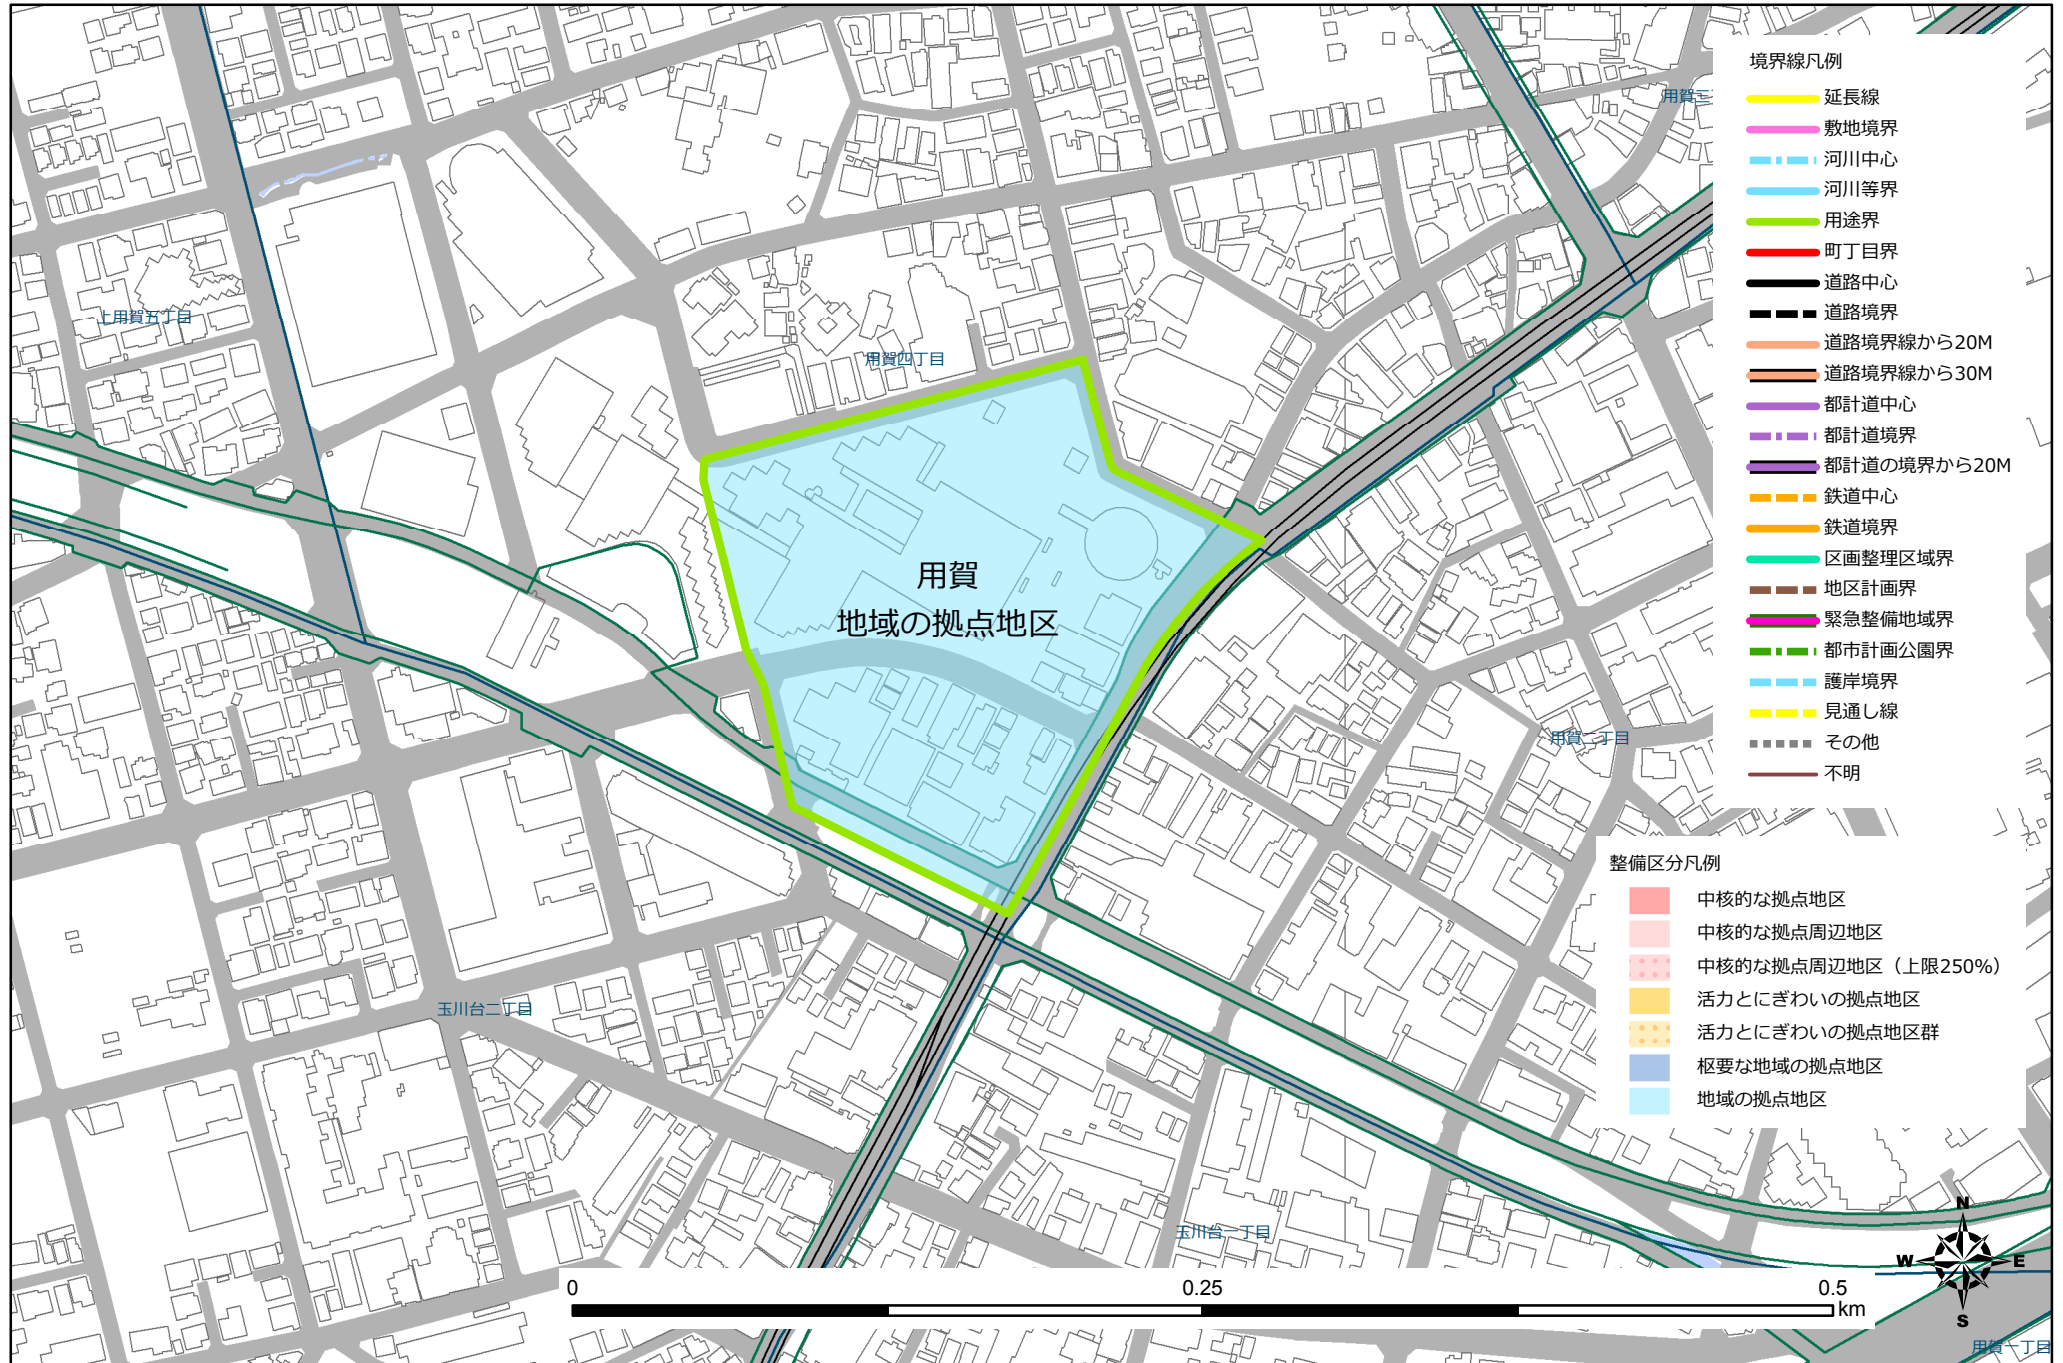 境界線凡例
延長線
敷地境界
河川中心
河川等界
用途界
町丁目界
道路中心
道路境界
道路境界線から20M
道路境界線から30M
都計道中心
都計道境界
都計道の境界から20M
鉄道中心
鉄道境界
区画整理区域界
地区計画界
緊急整備地域界
都市計画公園界
護岸境界
見通し線
その他
不明
上用賀五丁目
用賀四丁目
用賀
地域の拠点地区
用賀二丁目
整備区分凡例
中核的な拠点地区
中核的な拠点周辺地区
中核的な拠点周辺地区（上限250%）
活力とにぎわいの拠点地区
活力とにぎわいの拠点地区群
枢要な地域の拠点地区
地域の拠点地区
玉川台二丁目
玉川台一丁目
N
W E
S
0 0.25 0.5
km
用賀一丁目